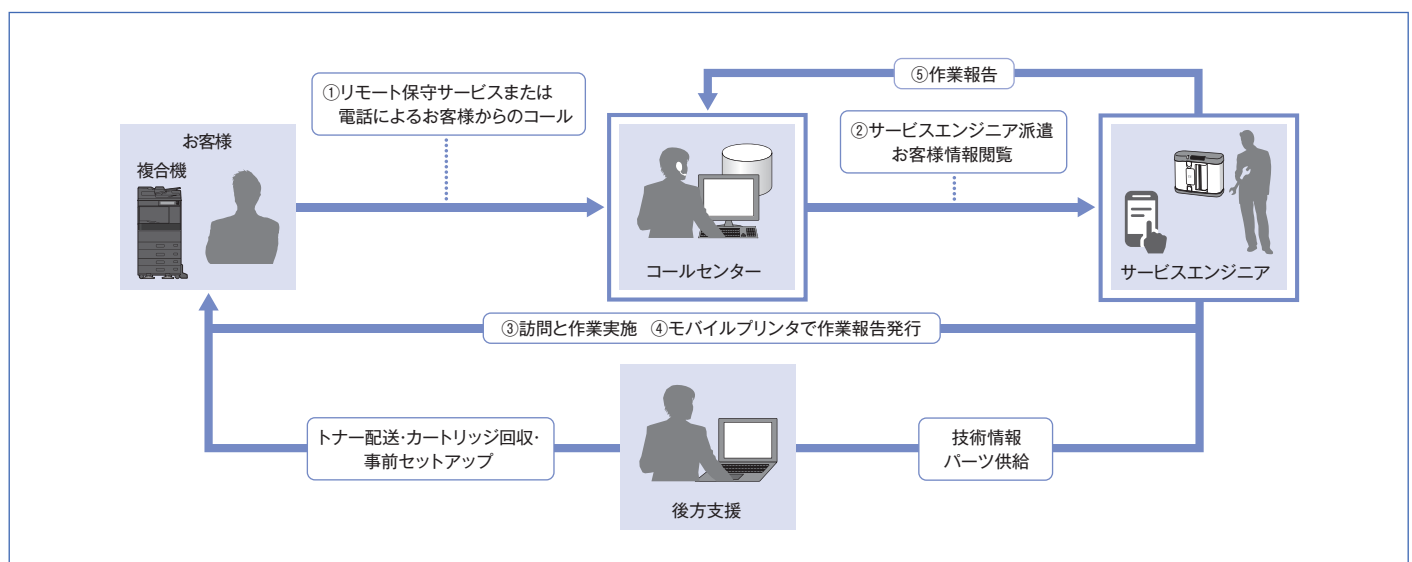 ⑤作業報告
①リモート保守サービスまたは
電話によるお客様からのコール
②サービスエンジニア派遣
お客様情報閲覧
お客様
複合機
コールセンター
サービスエンジニア
③訪問と作業実施 ④モバイルプリンタで作業報告発行
トナー配送・カートリッジ回収・
事前セットアップ
技術情報
パーツ供給
後方支援